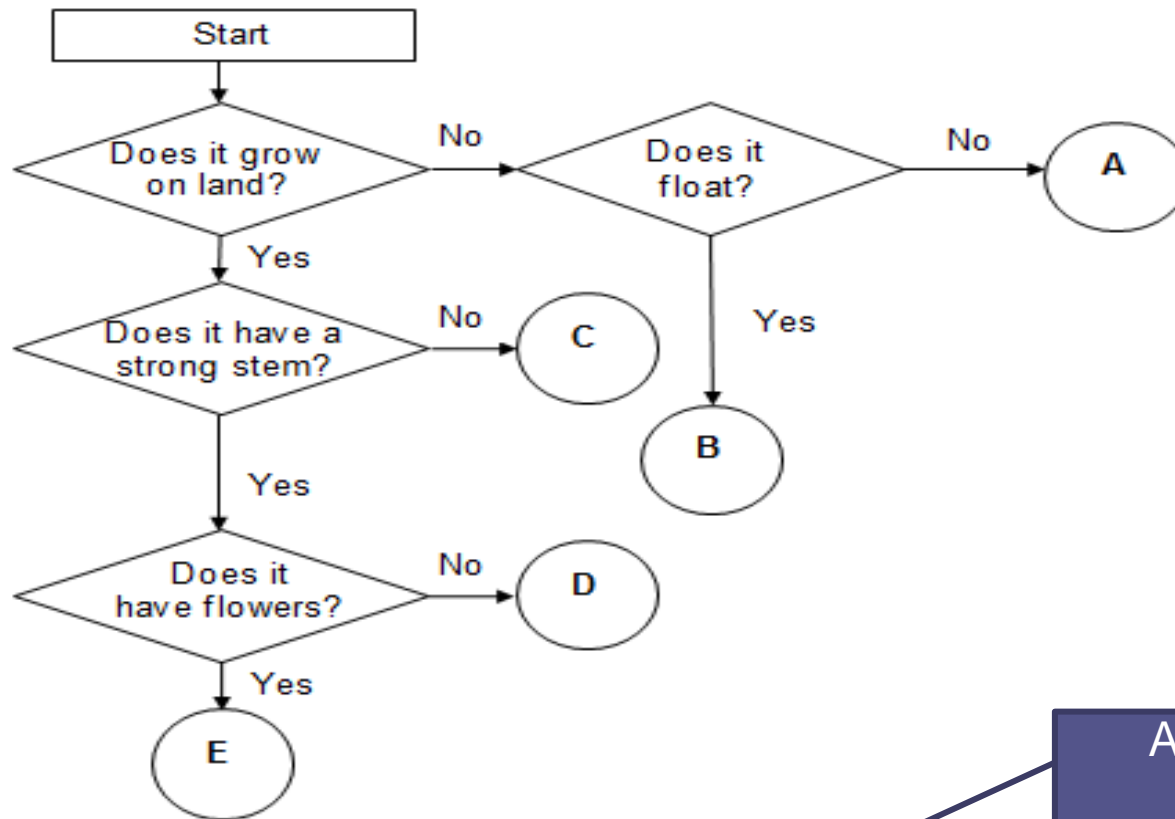 Start
Does it grow
on land?
No
Does it
float?
No
A
Yes
Does it have a
strong stem?
No
C
Yes
B
Yes
Does it
have flowers?
No
D
Yes
E
A